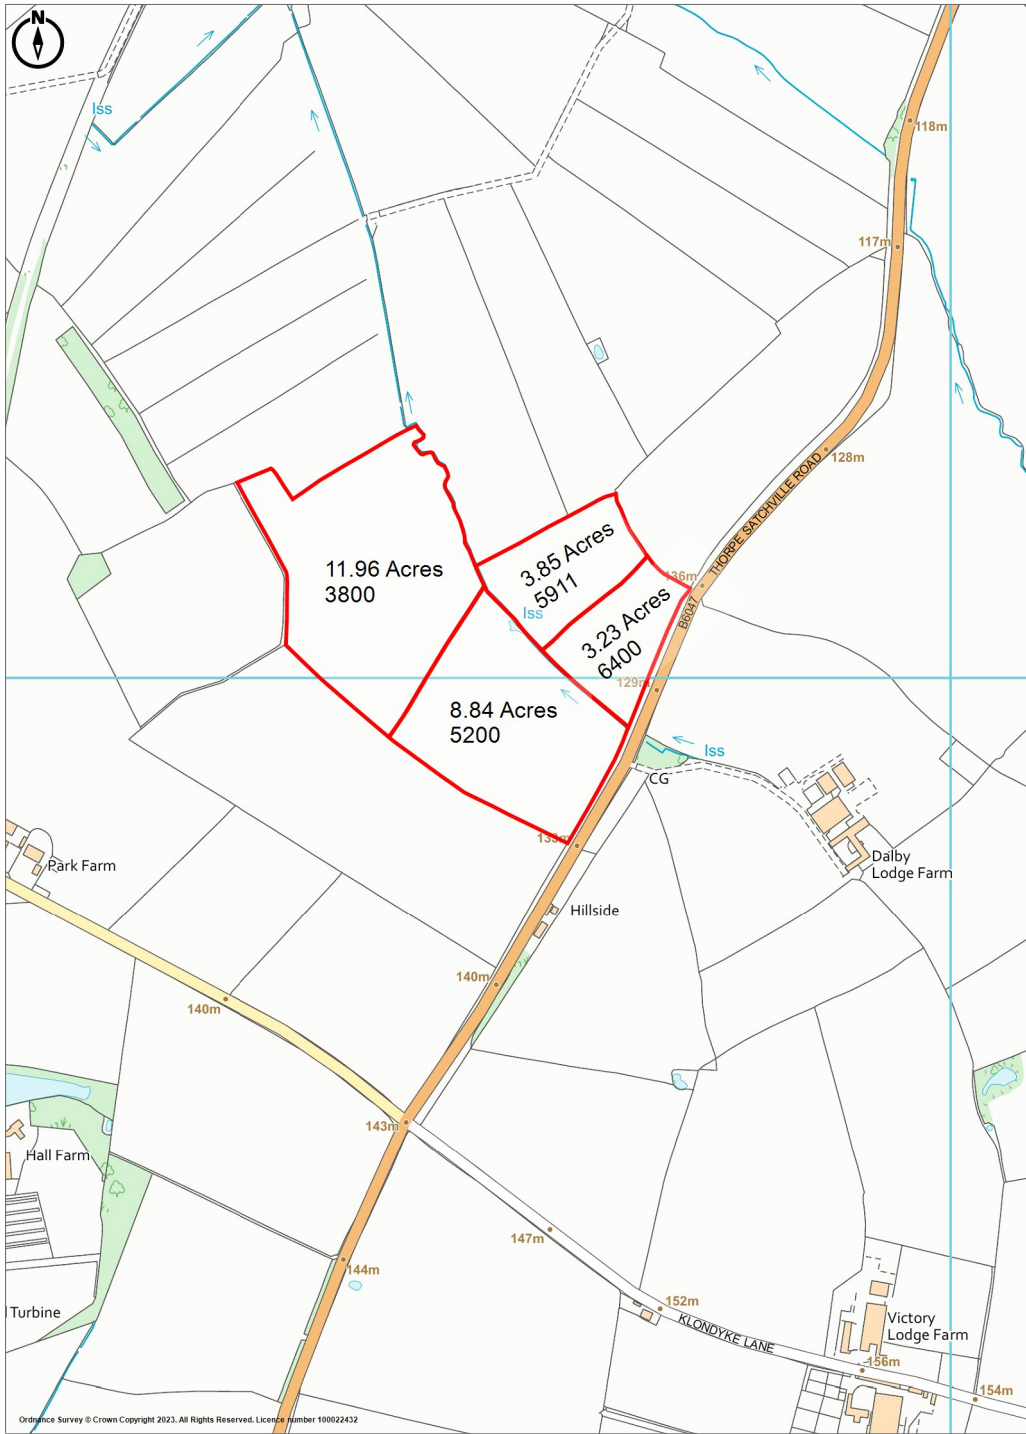 N
Iss
118m
117m
128m
THORPE SATCHVILLE ROAD
136m
B6047
11.96 Acres
3800
3.85 Acres
5911
Iss
3.23 Acres
6400
129m
8.84 Acres
5200
Iss
CG
133m
Park Farm
Dalby
Lodge Farm
Hillside
140m
140m
143m
Hall Farm
147m
144m
152m
KLONDYKE LANE
Turbine
Victory
Lodge Farm
156m
154m
Ordnance Survey © Crown Copyright 2023. All Rights Reserved. Licence number 100022432